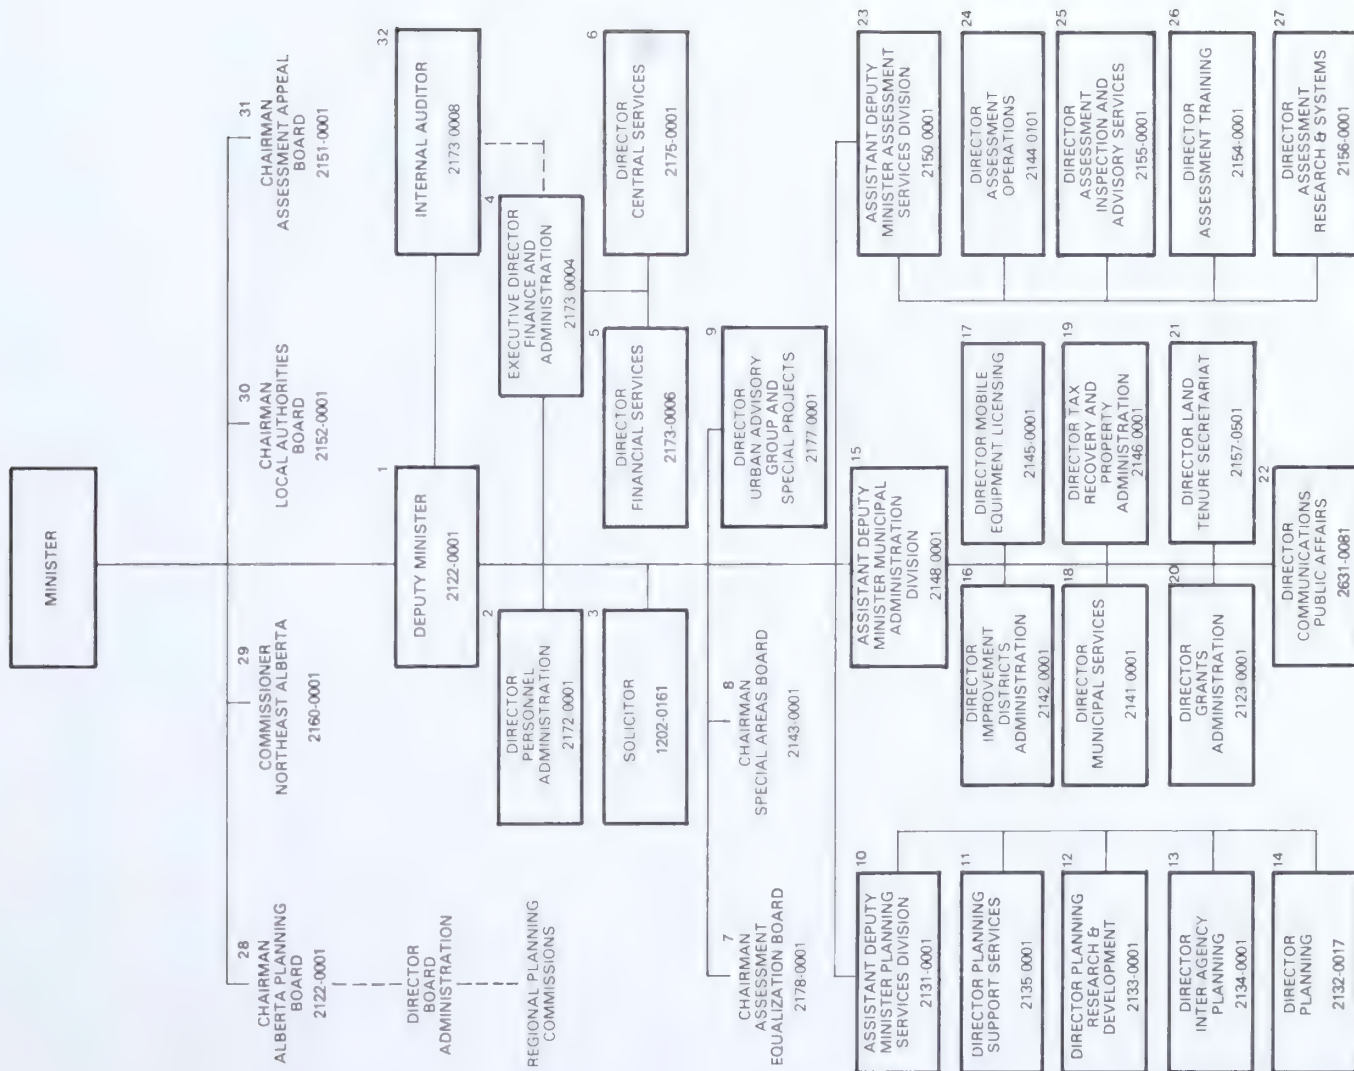 MINISTER
28
CHAIRMAN
ALBERTA PLANNING
BOARD
2122-0001
29
COMMISSIONER
NORTHEAST ALBERTA
2160-0001
30
CHAIRMAN
LOCAL AUTHORITIES
BOARD
2152-0001
31
CHAIRMAN
ASSESSMENT APPEAL
BOARD
2151-0001
DIRECTOR
BOARD
ADMINISTRATION
REGIONAL PLANNING
COMMISSIONS
1
DEPUTY MINISTER
2122-0001
32
INTERNAL AUDITOR
2173 0008
2
DIRECTOR
PERSONNEL
ADMINISTRATION
2172 0001
4
EXECUTIVE DIRECTOR
FINANCE AND
ADMINISTRATION
2173 0004
3
SOLICITOR
1202-0161
5
DIRECTOR
FINANCIAL SERVICES
2173-0006
6
DIRECTOR
CENTRAL SERVICES
2175-0001
7
CHAIRMAN
ASSESSMENT
EQUALIZATION BOARD
2178-0001
8
CHAIRMAN
SPECIAL AREAS BOARD
2143-0001
9
DIRECTOR
URBAN ADVISORY
GROUP AND
SPECIAL PROJECTS
2177 0001
10
ASSISTANT DEPUTY
MINISTER PLANNING
SERVICES DIVISION
2131-0001
11
DIRECTOR PLANNING
SUPPORT SERVICES
2135 0001
12
DIRECTOR PLANNING
RESEARCH &
DEVELOPMENT
2133-0001
13
DIRECTOR
INTER AGENCY
PLANNING
2134-0001
14
DIRECTOR
PLANNING
2132-0017
15
ASSISTANT DEPUTY
MINISTER MUNICIPAL
ADMINISTRATION
DIVISION
2148 0001
16
DIRECTOR
IMPROVEMENT
DISTRICTS
ADMINISTRATION
2142 0001
17
DIRECTOR MOBILE
EQUIPMENT LICENSING
2145-0001
18
DIRECTOR
MUNICIPAL SERVICES
2141 0001
19
DIRECTOR TAX
RECOVERY AND
PROPERTY
ADMINISTRATION
2146 0001
20
DIRECTOR
GRANTS
ADMINISTRATION
2123 0001
21
DIRECTOR LAND
TENURE SECRETARIAT
2157-0501
22
DIRECTOR
COMMUNICATIONS
PUBLIC AFFAIRS
2631-0081
23
ASSISTANT DEPUTY
MINISTER ASSESSMENT
SERVICES DIVISION
2150 0001
24
DIRECTOR
ASSESSMENT
OPERATIONS
2144 0101
25
DIRECTOR
ASSESSMENT
INSPECTION AND
ADVISORY SERVICES
2155-0001
26
DIRECTOR
ASSESSMENT TRAINING
2154-0001
27
DIRECTOR
ASSESSMENT
RESEARCH & SYSTEMS
2156-0001